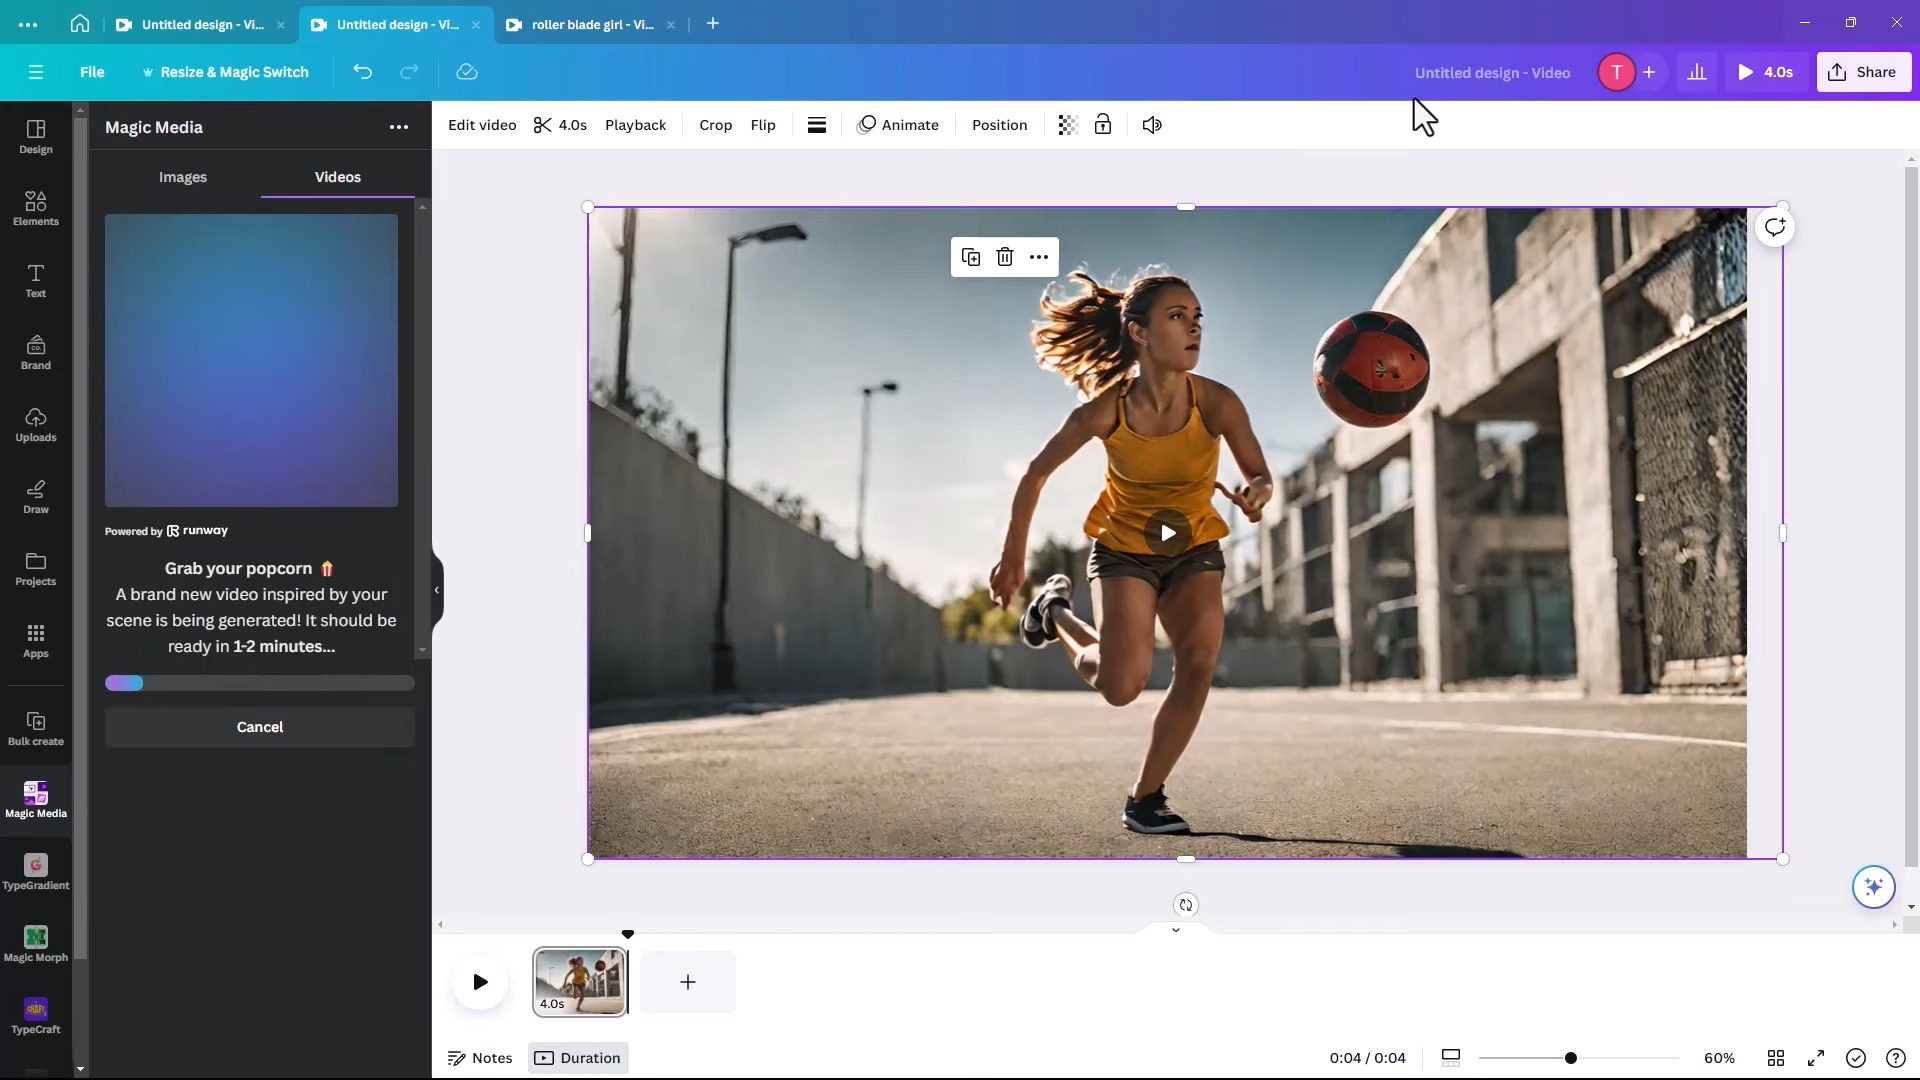 Untitled design - Vi...
Untitled design - Vi...
roller blade girl - Vi...
File
Resize & Magic Switch
Untitled design - Video
T
4.0s
Share
Design
Elements
Text
CO.
Brand
Uploads
Draw
Projects
Apps
Bulk create
Magic Media
TypeGradient
Magic Morph
CRAFT
TypeCraft
Magic Media
Images
Videos
Powered by runway
Grab your popcorn 🍿
A brand new video inspired by your
scene is being generated! It should be
ready in 1-2 minutes...
Cancel
Edit video
4.0s
Playback
Crop
Flip
Animate
Position
4.0s
Notes
Duration
0:04 / 0:04
60%